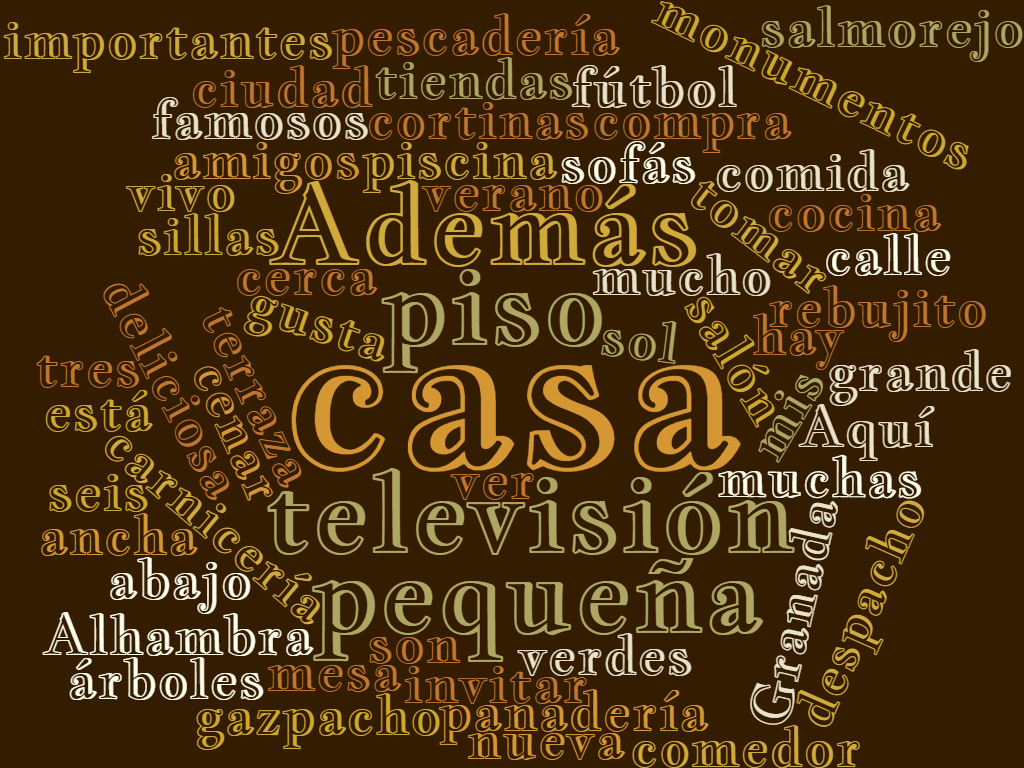 importantes pescadería monumentos salmorejo
ciudad tiendas fútbol
famosos cortinas compra
amigos piscina sofás comida
vivo verano tomar cocina
sillas Además calle
cerca mucho
gusta piso salón rebujito
deliciosa terraza sol hay
tres cenar casa mis grande
está Aquí
carnicería ver muchas
seis televisión Granada despacho
ancha
abajo pequeña
Alhambra son verdes
árboles mesa invitar
gazpacho panadería
nueva comedor